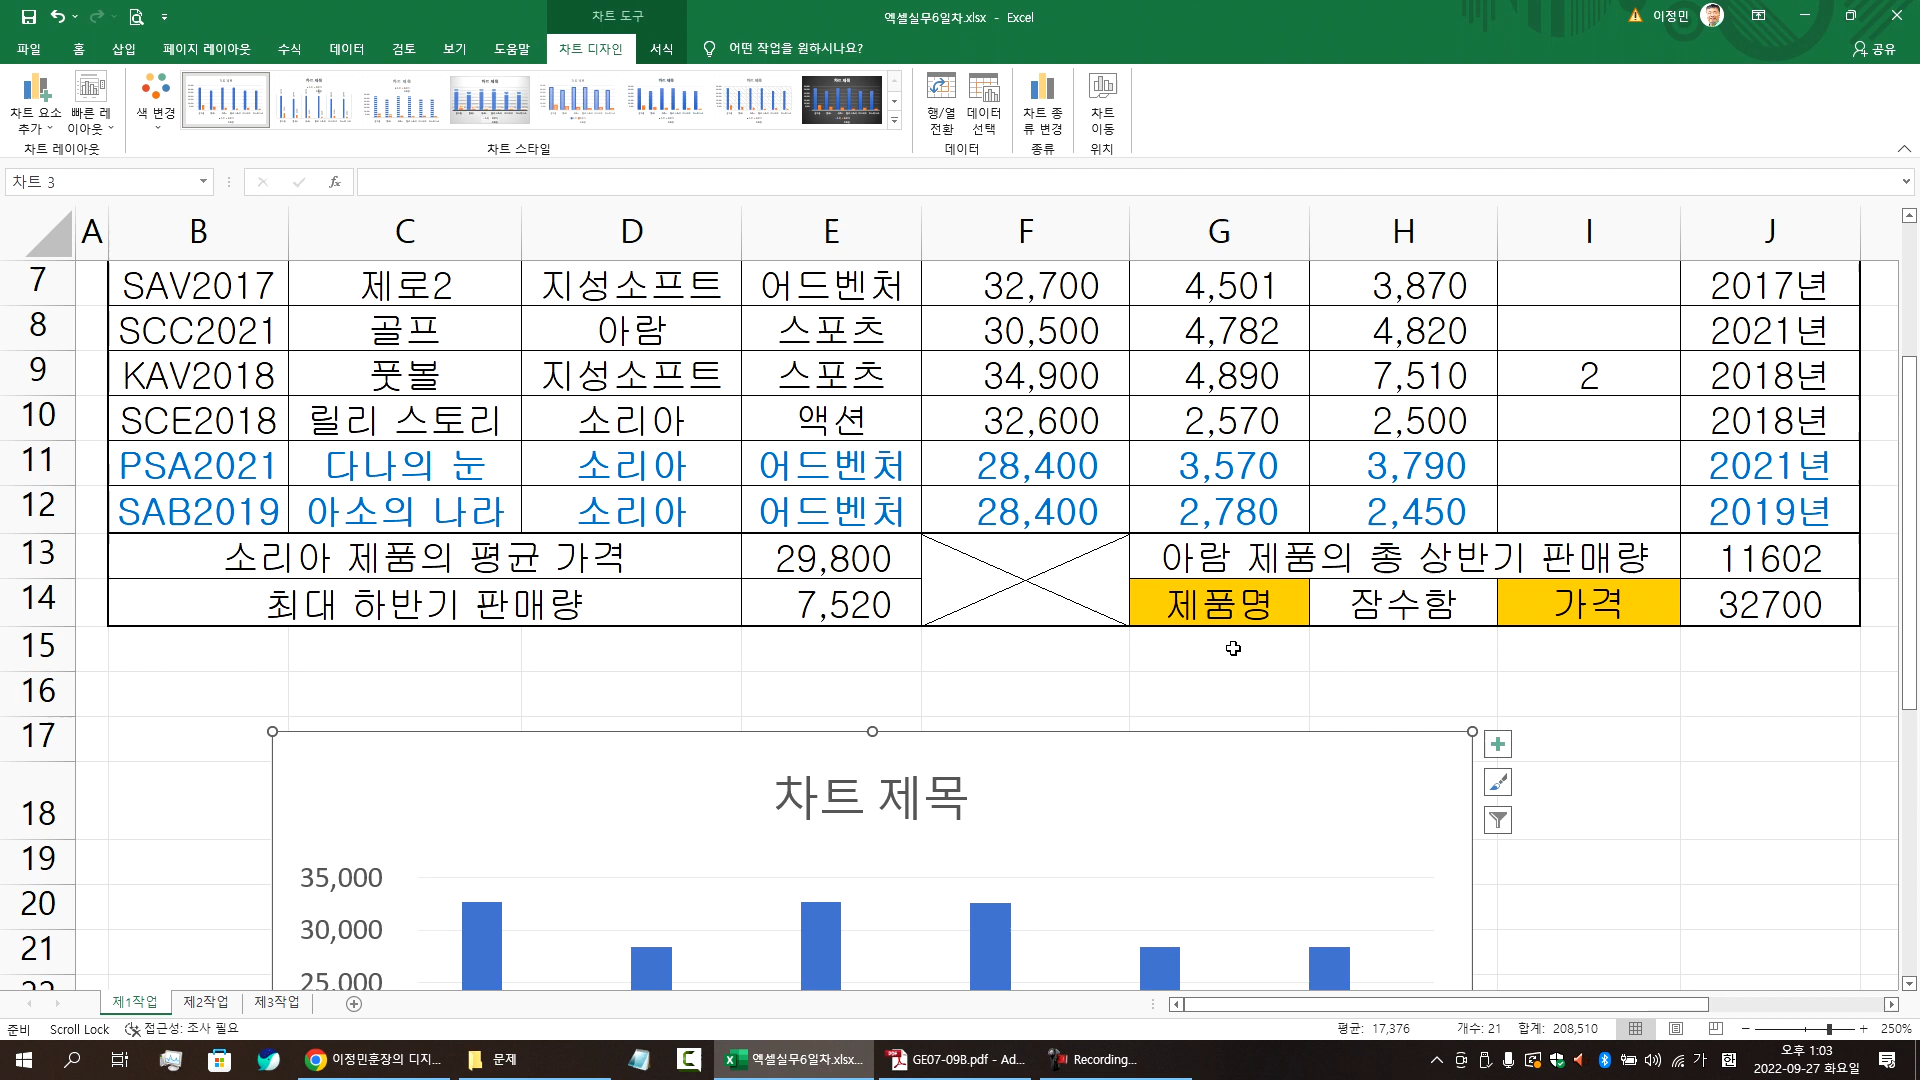 차트 도구
엑셀실무6일차.xlsx - Excel
이정민
파일 홈 삽입 페이지 레이아웃 수식 데이터 검토 보기 도움말 차트 디자인 서식 어떤 작업을 원하시나요? 공유
차트 요소 추가 빠른 레이아웃 색 변경 행/열 전환 데이터 선택 차트 종류 변경 차트 이동
차트 레이아웃 차트 스타일 데이터 종류 위치
차트 3 fx
A B C D E F G H I J
7 SAV2017 제로2 지성소프트 어드벤처 32,700 4,501 3,870 2017년
8 SCC2021 골프 아람 스포츠 30,500 4,782 4,820 2021년
9 KAV2018 풋볼 지성소프트 스포츠 34,900 4,890 7,510 2 2018년
10 SCE2018 릴리 스토리 소리아 액션 32,600 2,570 2,500 2018년
11 PSA2021 다나의 눈 소리아 어드벤처 28,400 3,570 3,790 2021년
12 SAB2019 아소의 나라 소리아 어드벤처 28,400 2,780 2,450 2019년
13 소리아 제품의 평균 가격 29,800 아람 제품의 총 상반기 판매량 11602
14 최대 하반기 판매량 7,520 제품명 잠수함 가격 32700
15
16
17
18
19
20
21
22
차트 제목
35,000
30,000
25,000
제1작업 제2작업 제3작업
준비 Scroll Lock 접근성: 조사 필요 평균: 17,376 개수: 21 합계: 208,510 250%
이정민훈장의 디지... 문제 엑셀실무6일차.xlsx... GE07-09B.pdf - Ad... Recording... 가 한 오후 1:03
2022-09-27 화요일